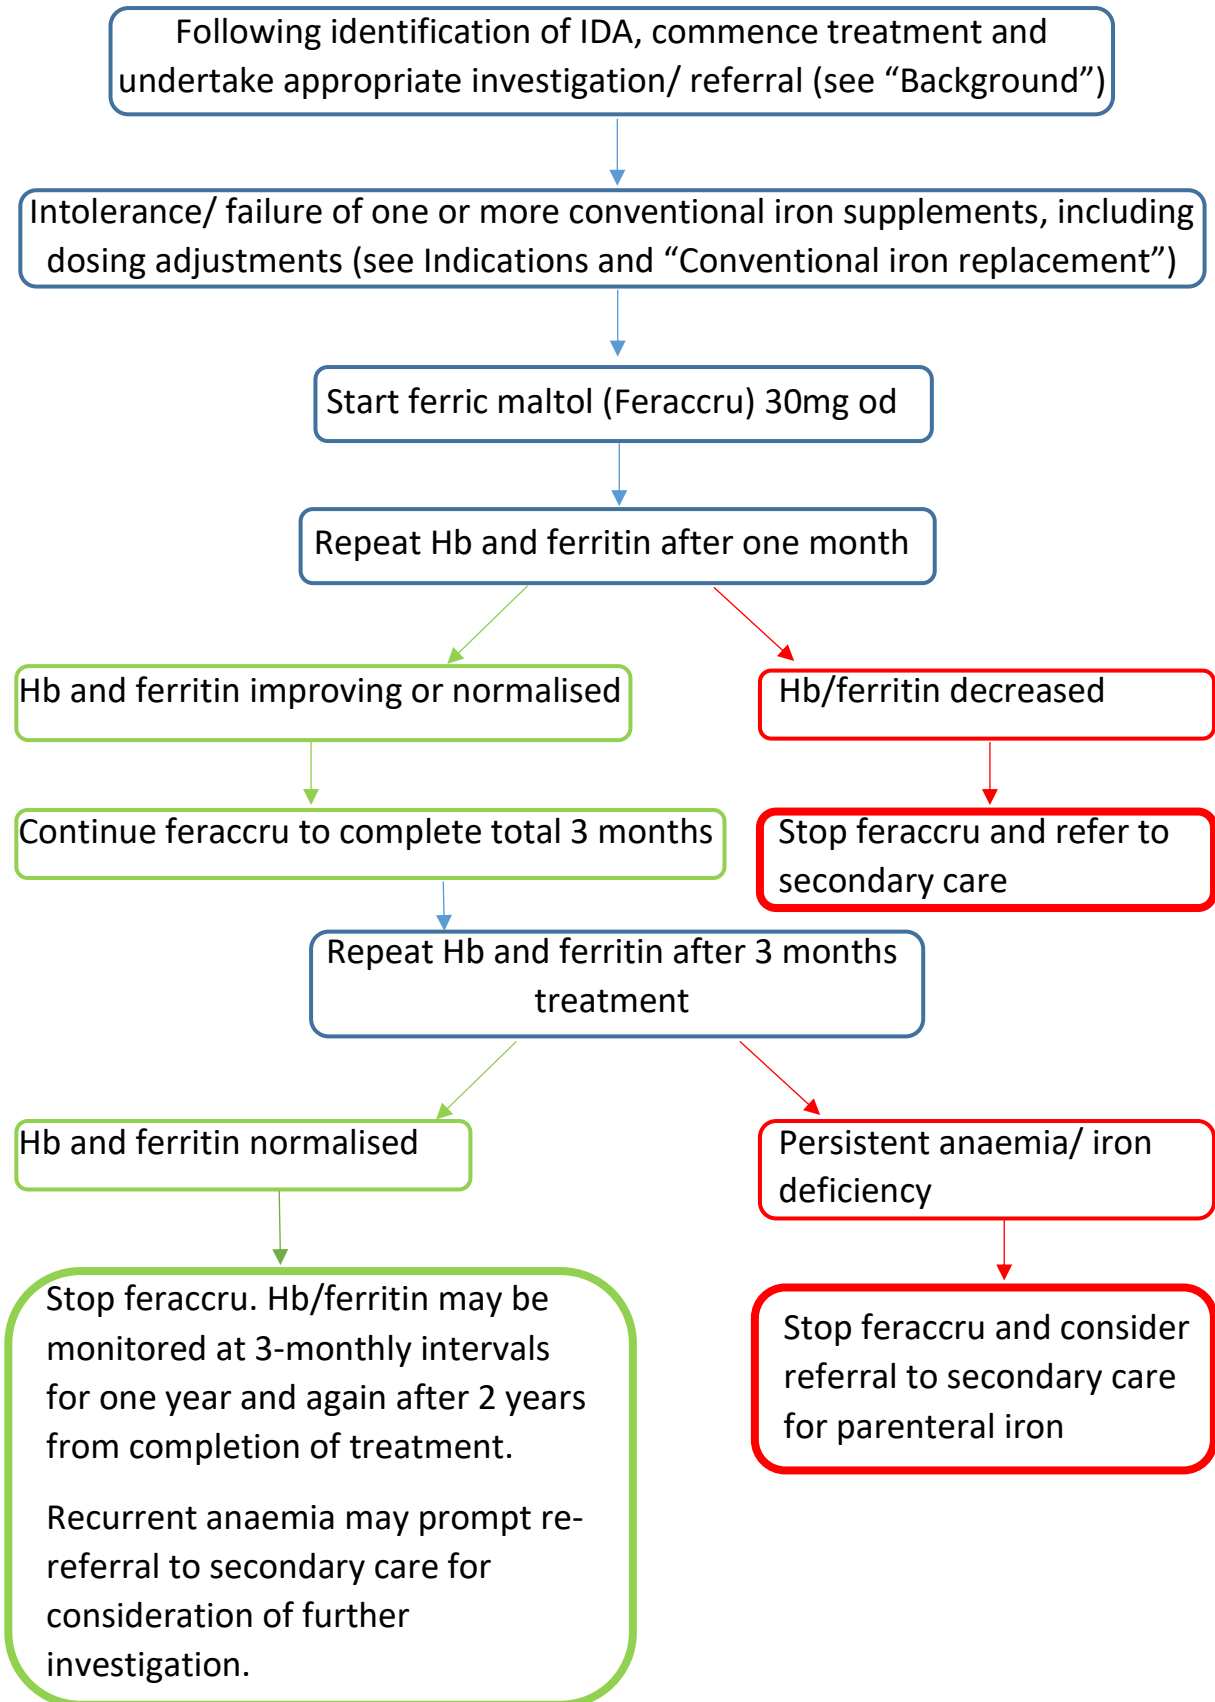 Following identification of IDA, commence treatment and
undertake appropriate investigation/ referral (see “Background”)
Intolerance/ failure of one or more conventional iron supplements, including
dosing adjustments (see Indications and “Conventional iron replacement”)
Start ferric maltol (Feraccru) 30mg od
Repeat Hb and ferritin after one month
Hb and ferritin improving or normalised
Hb/ferritin decreased
Continue feraccru to complete total 3 months
Stop feraccru and refer to
secondary care
Repeat Hb and ferritin after 3 months
treatment
Hb and ferritin normalised
Persistent anaemia/ iron
deficiency
Stop feraccru. Hb/ferritin may be
monitored at 3-monthly intervals
for one year and again after 2 years
from completion of treatment.
Recurrent anaemia may prompt re-
referral to secondary care for
consideration of further
investigation.
Stop feraccru and consider
referral to secondary care
for parenteral iron